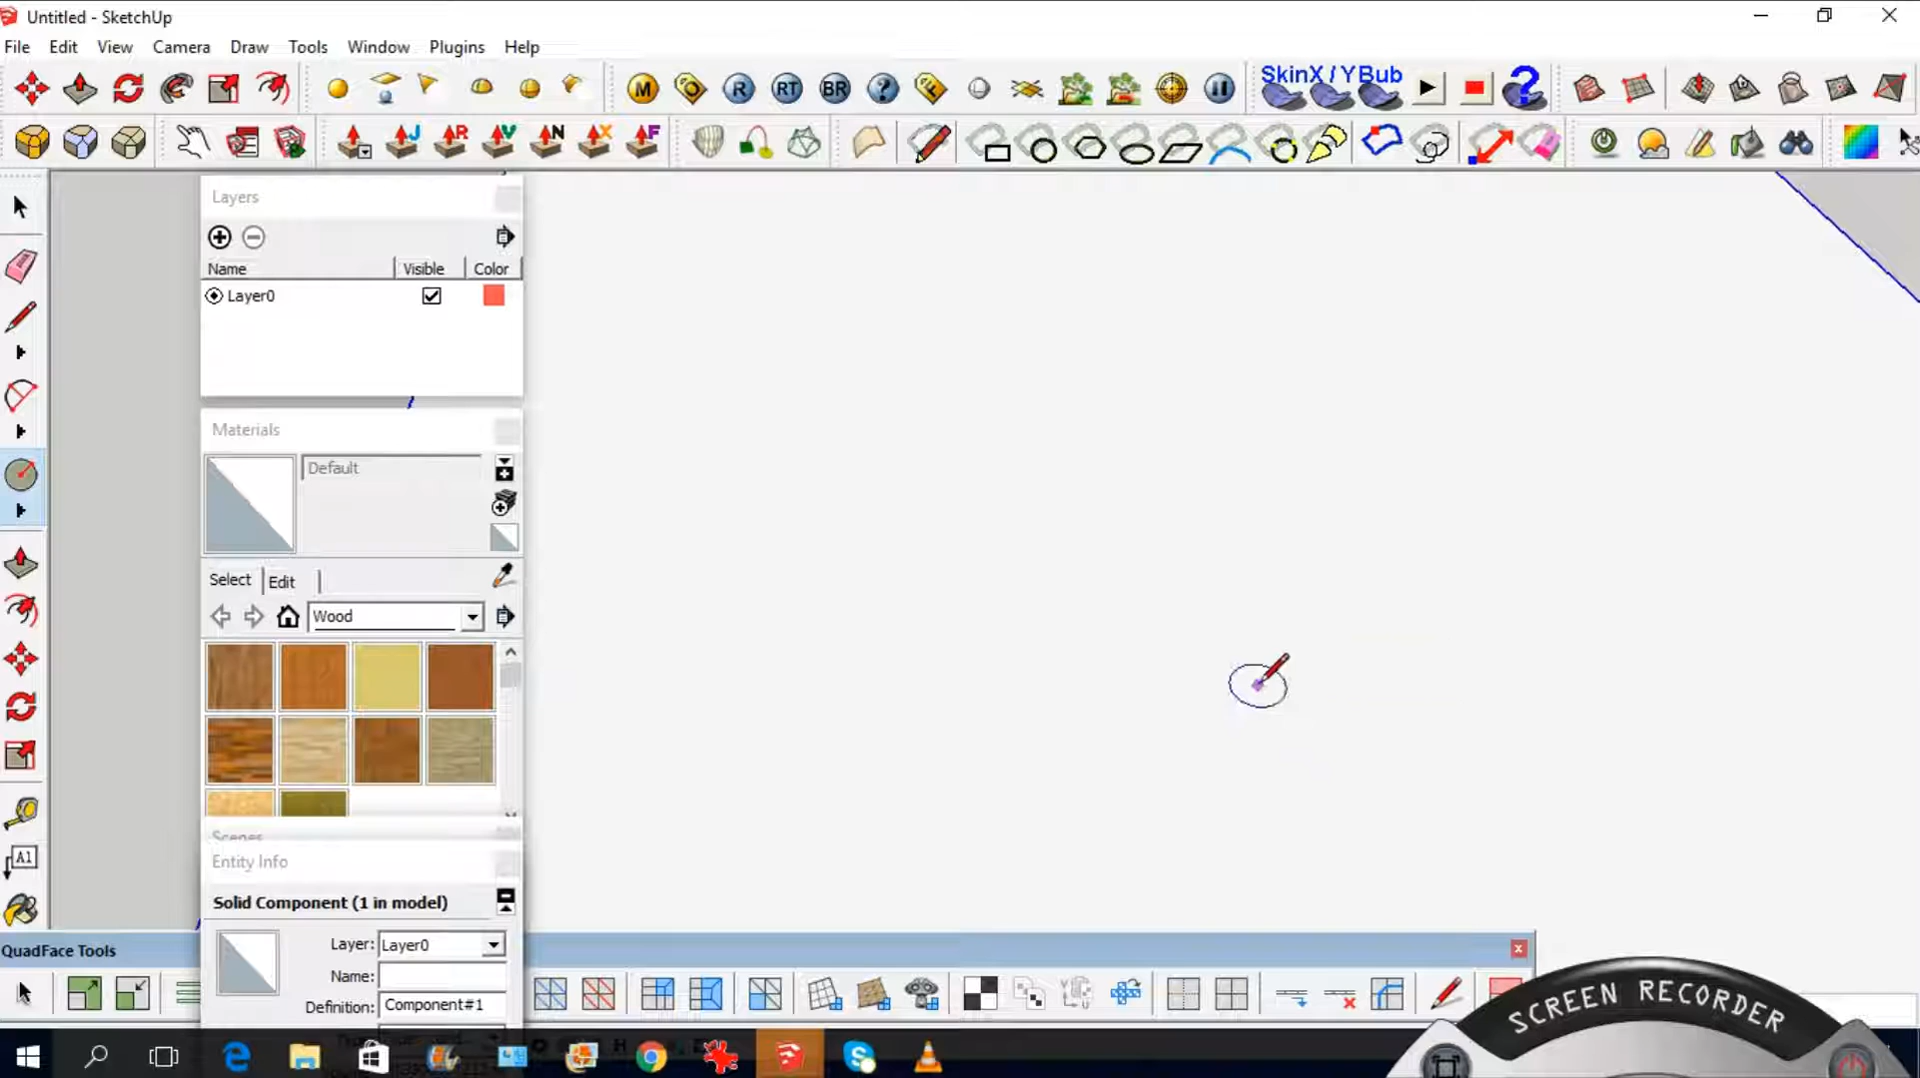 Untitled - SketchUp
File Edit View Camera Draw Tools Window Plugins Help
M R RT BR ? F SkinX / YBub ?
J R V N X F
Layers
Name Visible Color
Layer0
Materials
Default
Select Edit
Wood
Scenes
A1
Entity Info
Solid Component (1 in model)
Layer: Layer0
QuadFace Tools
Name:
Definition: Component#1
SCREEN RECORDER